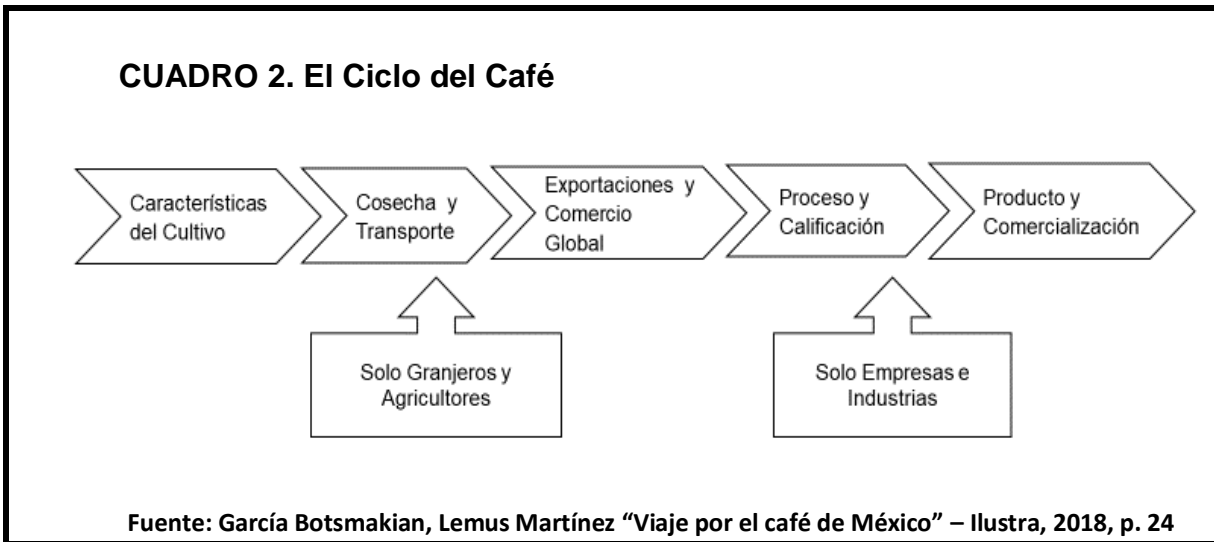 CUADRO 2. El Ciclo del Café
Características
del Cultivo
Cosecha y
Transporte
Exportaciones y
Comercio
Global
Proceso y
Calificación
Producto y
Comercialización
Solo Granjeros y
Agricultores
Solo Empresas e
Industrias
Fuente: García Botsmakian, Lemus Martínez “Viaje por el café de México” – Ilustra, 2018, p. 24